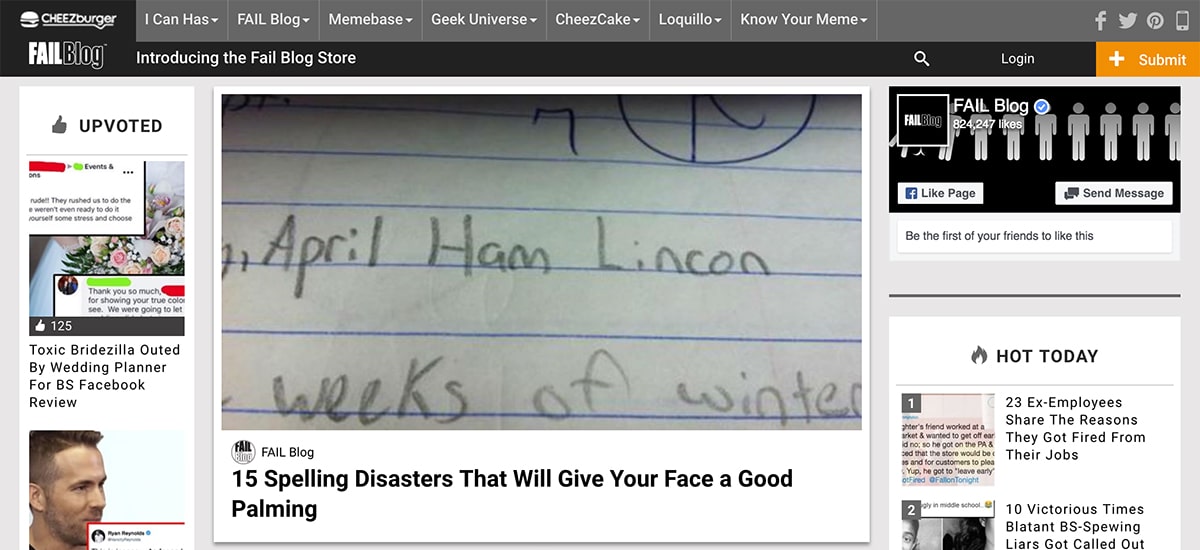 CHEEZburger
I Can Has
FAIL Blog
Memebase
Geek Universe
CheezCake
Loquillo
Know Your Meme
FAILBlog
Introducing the Fail Blog Store
Login
Submit
UPVOTED
Events &
ons
rude!! They rushed us to do the
e weren't even ready to do it
yourself some stress and choose
Thank you so much,
for showing your true colo
see. We were going to let
125
Toxic Bridezilla Outed
By Wedding Planner
For BS Facebook
Review
Ryan Reynolds
7
, April Ham Lincon
weeks of winter
FAIL Blog
FAIL Blog
15 Spelling Disasters That Will Give Your Face a Good
Palming
FAILBlog
FAIL Blog
824,247 likes
Like Page
Send Message
Be the first of your friends to like this
HOT TODAY
1
ghter's friend worked at a
arket & wanted to get off ear
id no; so he got on the PA &
ced that the store would be
es and for customers to plea
Yup, he got to "leave early"
otFired @FallonTonight
23 Ex-Employees
Share The Reasons
They Got Fired From
Their Jobs
2
gly in middle school..
10 Victorious Times
Blatant BS-Spewing
Liars Got Called Out